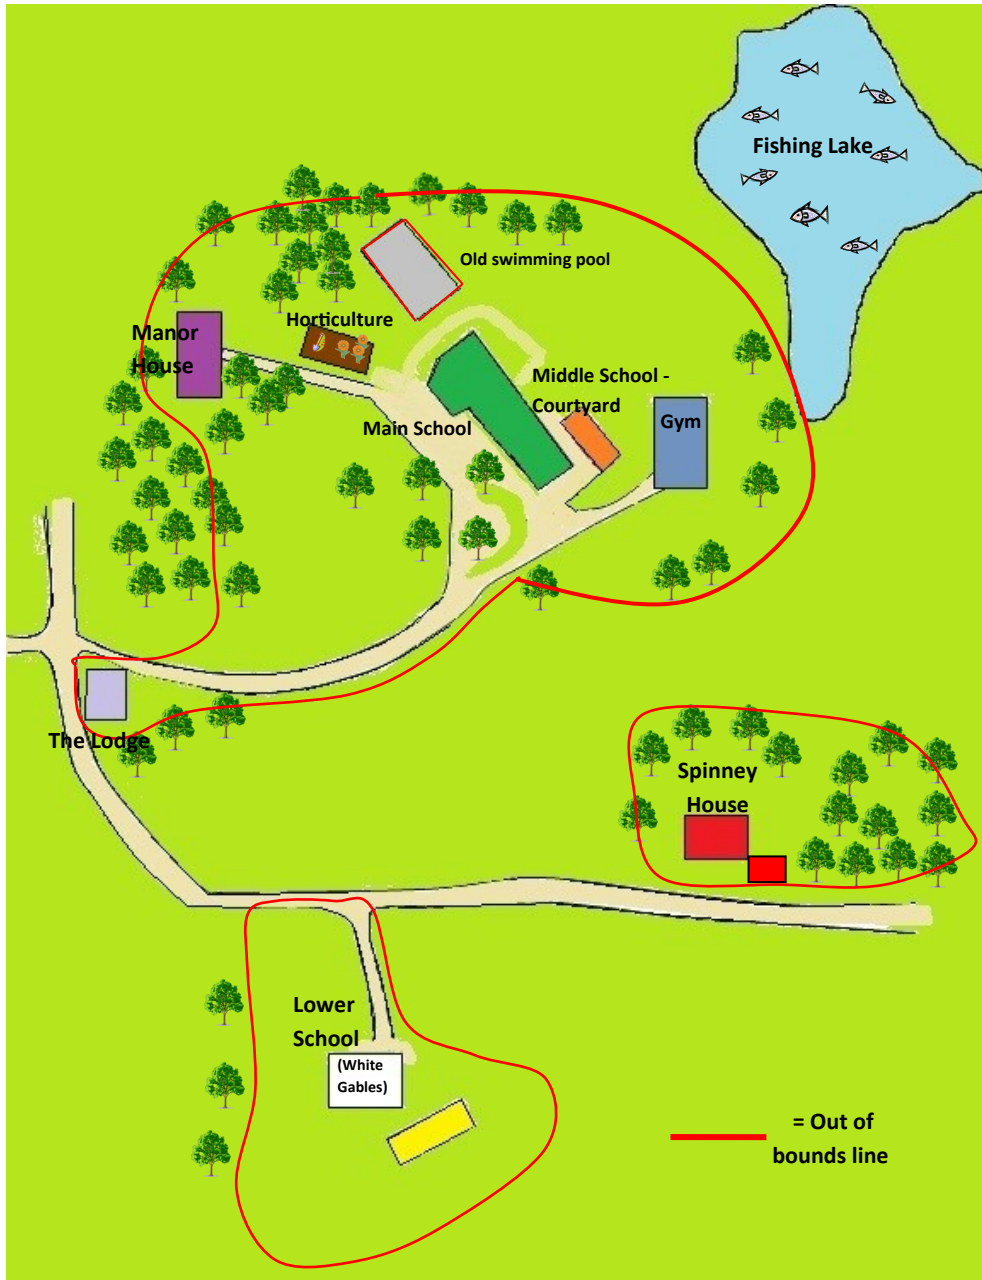 Fishing Lake
Old swimming pool
Horticulture
Manor
House
Middle School -
Courtyard
Gym
Main School
The Lodge
Spinney
House
Lower
School
(White
Gables)
= Out of
bounds line